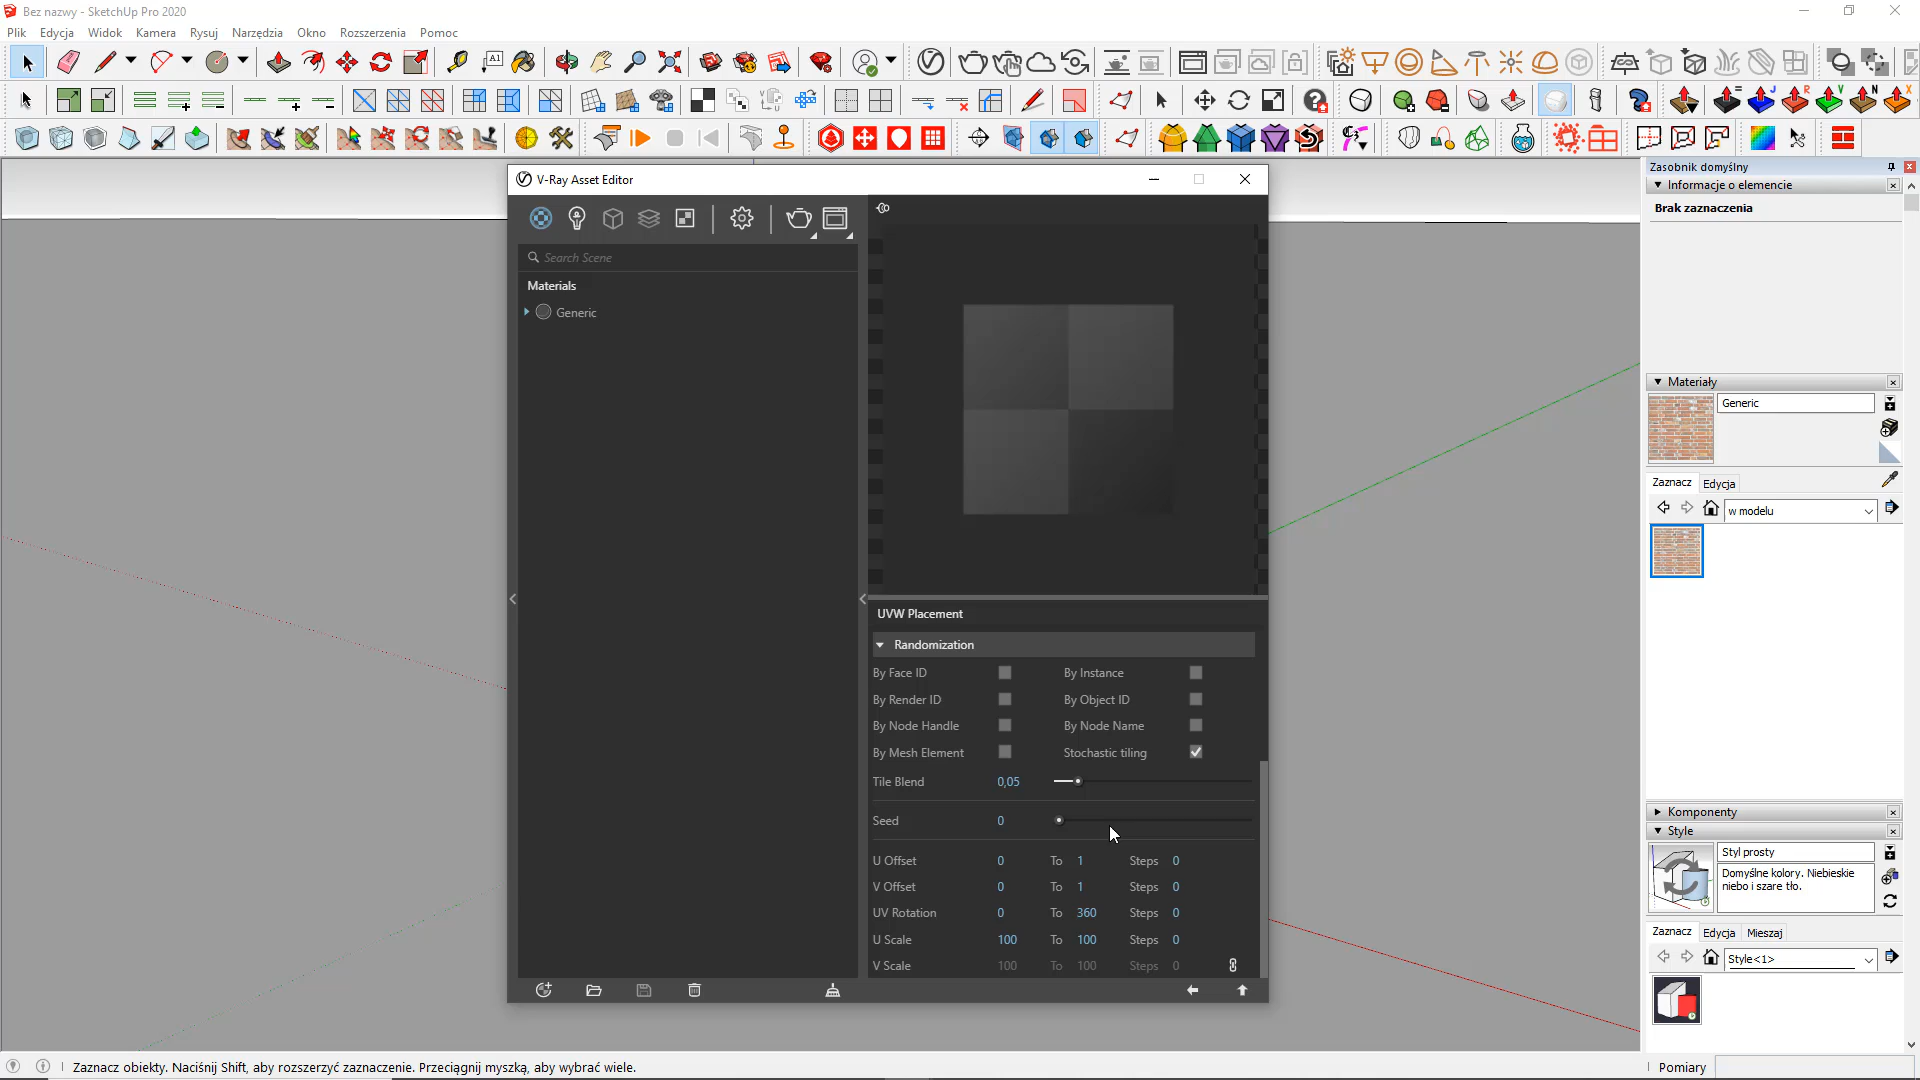 Bez nazwy - SketchUp Pro 2020
Plik Edycja Widok Kamera Rysuj Narzędzia Okno Rozszerzenia Pomoc
A1
V-Ray Asset Editor
Search Scene
Materials
Generic
UVW Placement
Randomization
By Face ID By Instance
By Render ID By Object ID
By Node Handle By Node Name
By Mesh Element Stochastic tiling
Tile Blend 0,05
Seed 0
U Offset 0 To 1 Steps 0
V Offset 0 To 1 Steps 0
UV Rotation 0 To 360 Steps 0
U Scale 100 To 100 Steps 0
V Scale 100 To 100 Steps 0
Zasobnik domyślny
Informacje o elemencie
Brak zaznaczenia
Materiały
Generic
Zaznacz Edycja
w modelu
Komponenty
Style
Styl prosty
Domyślne kolory. Niebieskie
niebo i szare tło.
Zaznacz Edycja Mieszaj
Style<1>
Zaznacz obiekty. Naciśnij Shift, aby rozszerzyć zaznaczenie. Przeciągnij myszką, aby wybrać wiele.
Pomiary